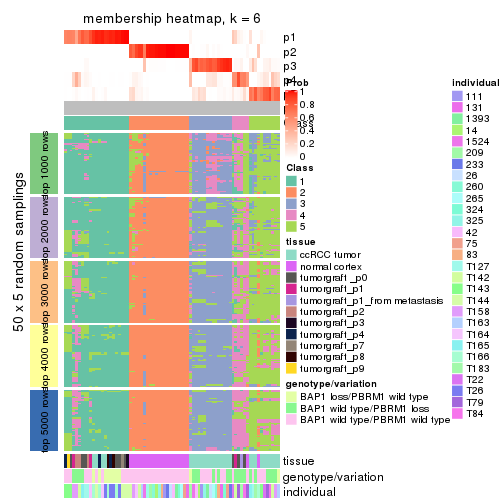 membership heatmap, k = 6
p1
p2
p3
p4
Prob
1
0.8
0.6
0.4
0.2
0
Class
1
2
3
4
5
tissue
ccRCC tumor
normal cortex
tumorgraft_p0
tumorgraft_p1
tumorgraft_p1_from metastasis
tumorgraft_p2
tumorgraft_p3
tumorgraft_p4
tumorgraft_p7
tumorgraft_p8
tumorgraft_p9
genotype/variation
BAP1 loss/PBRM1 wild type
BAP1 wild type/PBRM1 loss
BAP1 wild type/PBRM1 wild type
individual
111
131
1393
14
1524
209
233
26
260
265
324
325
42
75
83
T127
T142
T143
T144
T158
T163
T164
T165
T166
T183
T22
T26
T79
T84
50 x 5 random samplings
top 1000 rows
top 2000 rows
top 3000 rows
top 4000 rows
top 5000 rows
tissue
genotype/variation
individual